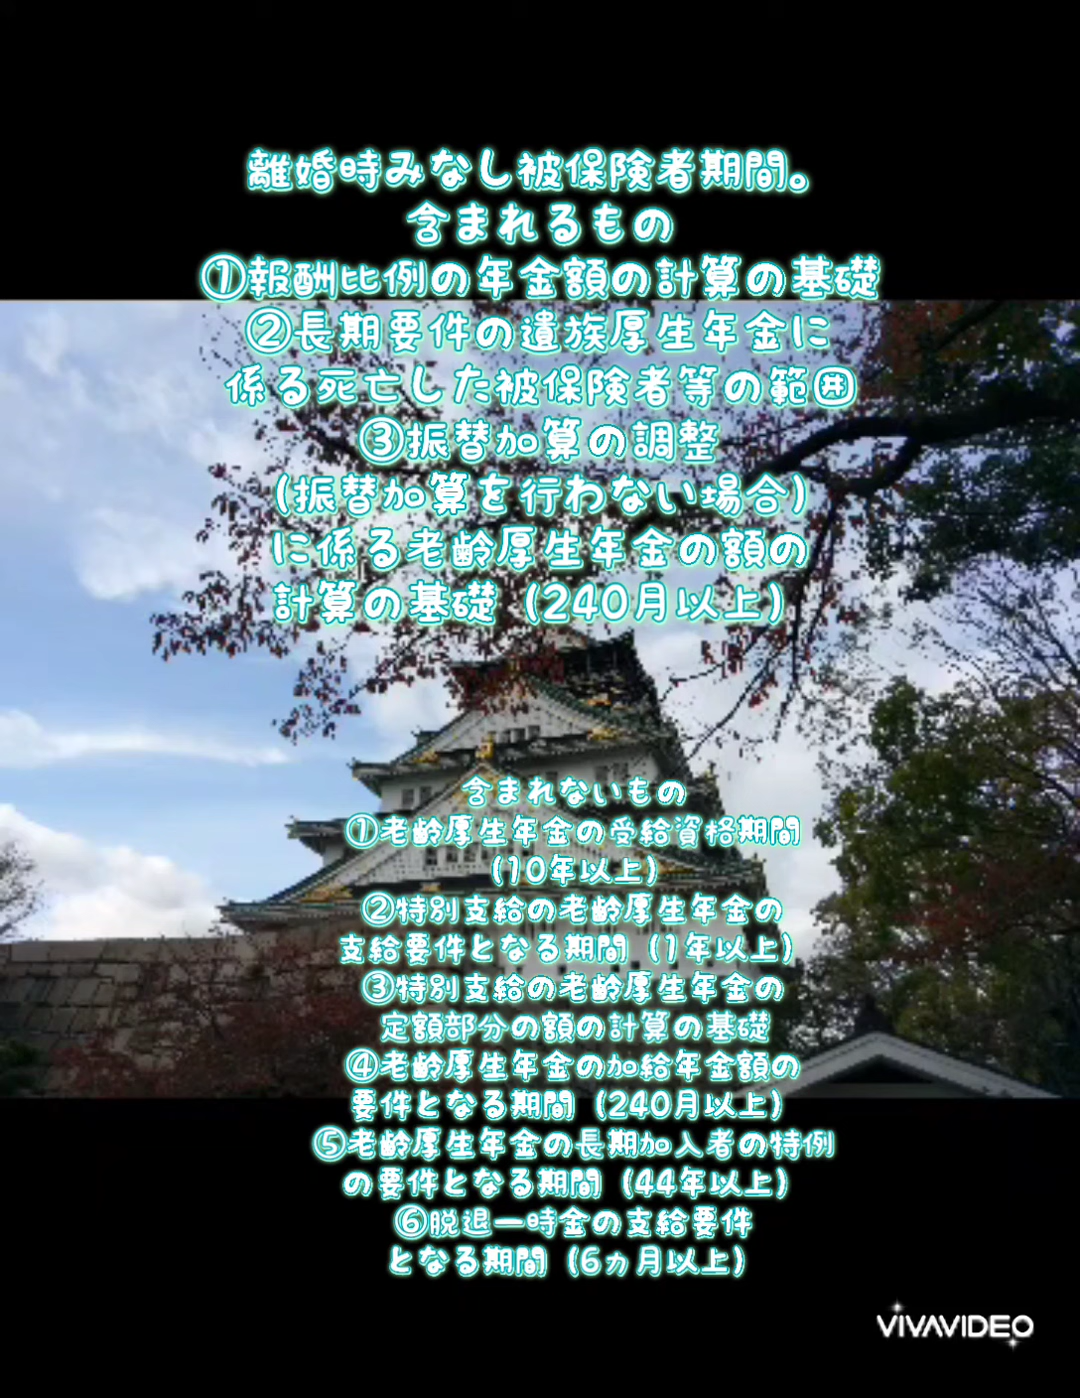 離婚時みなし被保険者期間。
含まれるもの
①報酬比例の年金額の計算の基礎
②長期要件の遺族厚生年金に
係る死亡した被保険者等の範囲
③振替加算の調整
(振替加算を行わない場合)
に係る老齢厚生年金の額の
計算の基礎(240月以上)
含まれないもの
①老齢厚生年金の受給資格期間
(10年以上)
②特別支給の老齢厚生年金の
支給要件となる期間(1年以上)
③特別支給の老齢厚生年金の
定額部分の額の計算の基礎
④老齢厚生年金の加給年金額の
要件となる期間(240月以上)
⑤老齢厚生年金の長期加入者の特例
の要件となる期間(44年以上)
⑥脱退一時金の支給要件
となる期間(6ヵ月以上)
VIVAVIDEO